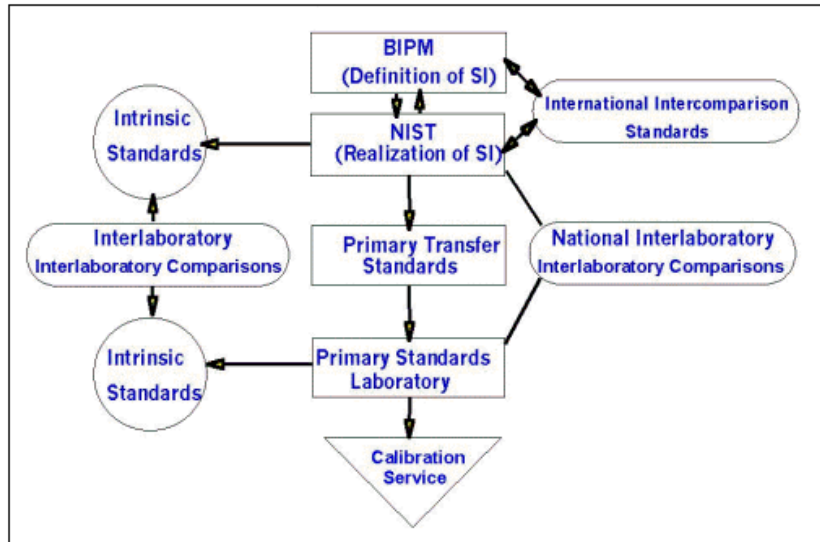 BIPM
(Definition of SI)
International Intercomparison
Standards
Intrinsic
Standards
NIST
(Realization of SI)
Interlaboratory
Interlaboratory Comparisons
Primary Transfer
Standards
National Interlaboratory
Interlaboratory Comparisons
Intrinsic
Standards
Primary Standards
Laboratory
Calibration
Service